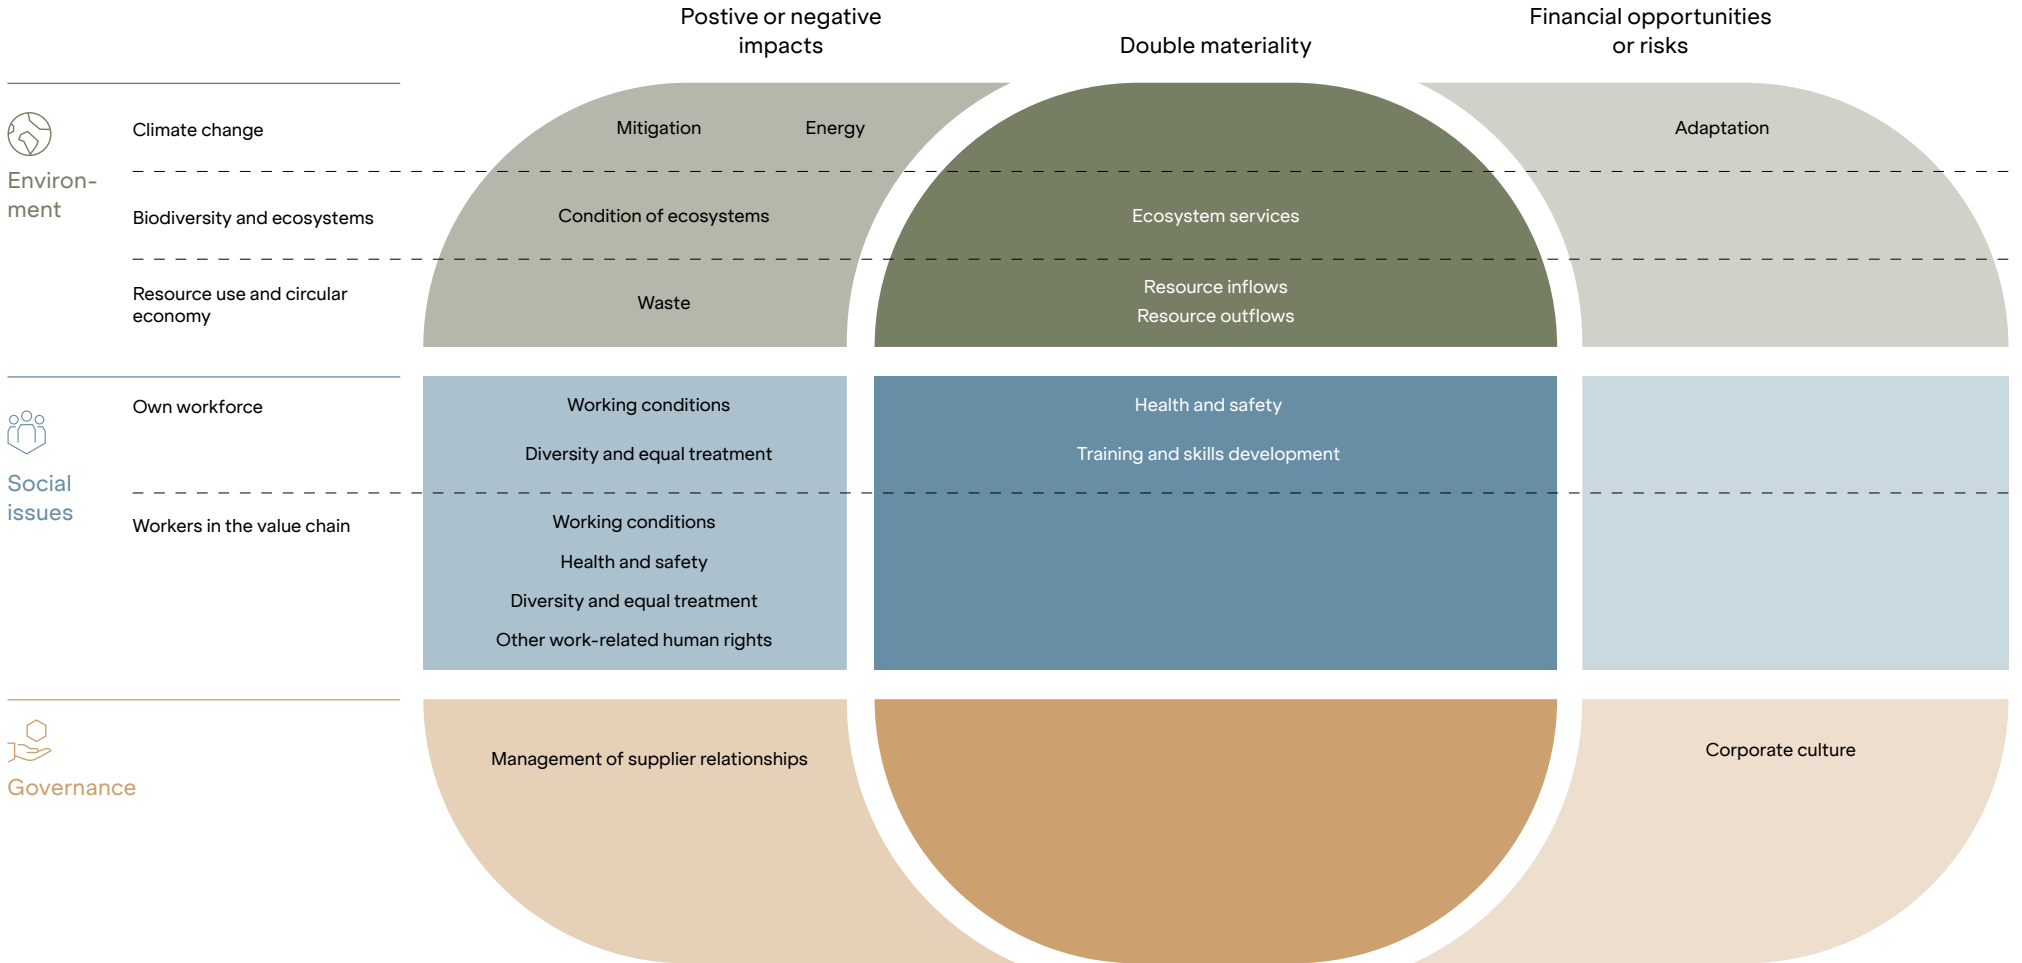 Postive or negative
impacts
Double materiality
Financial opportunities
or risks
Environ-
ment
Climate change
Mitigation
Energy
Adaptation
Biodiversity and ecosystems
Condition of ecosystems
Ecosystem services
Resource use and circular
economy
Waste
Resource inflows
Resource outflows
Social
issues
Own workforce
Working conditions
Health and safety
Diversity and equal treatment
Training and skills development
Workers in the value chain
Working conditions
Health and safety
Diversity and equal treatment
Other work-related human rights
Governance
Management of supplier relationships
Corporate culture